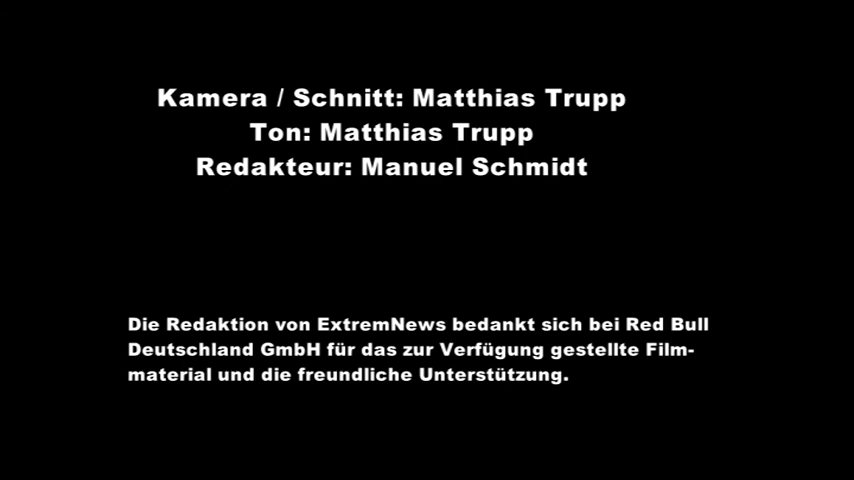 Kamera / Schnitt: Matthias Trupp
Ton: Matthias Trupp
Redakteur: Manuel Schmidt
Die Redaktion von ExtremNews bedankt sich bei Red Bull
Deutschland GmbH für das zur Verfügung gestellte Film-
material und die freundliche Unterstützung.